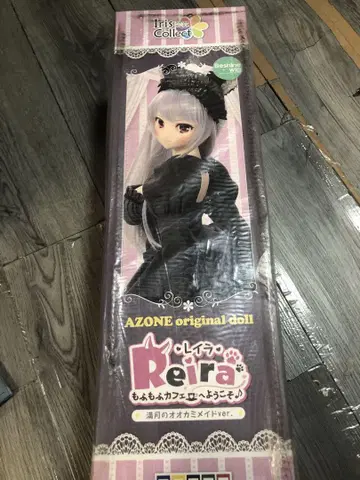 Iris
Collect
AZONE original doll
レイラ
Reira
もふもふカフェへようこそ♪
満月のオオカミメイドver.